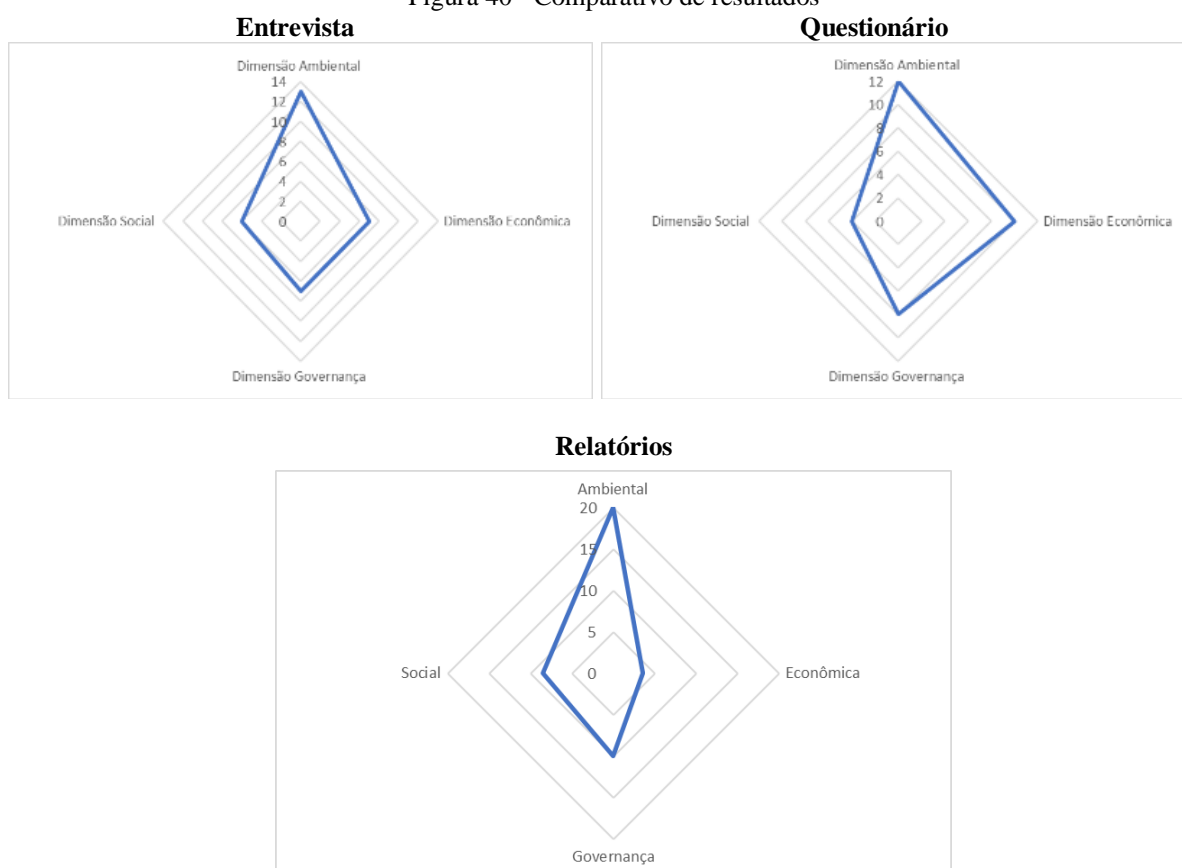 Figura 40 - Comparativo de resultados
Entrevista
Dimensão Ambiental
14
12
10
8
6
4
2
0
Dimensão Social
Dimensão Econômica
Dimensão Governança
Questionário
Dimensão Ambiental
12
10
8
6
4
2
0
Dimensão Social
Dimensão Econômica
Dimensão Governança
Relatórios
Ambiental
20
15
10
5
0
Social
Econômica
Governança